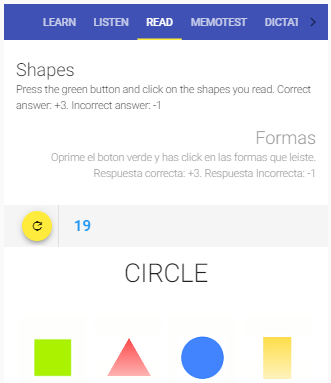 LEARN LISTEN READ MEMOTEST DICTAT
Shapes
Press the green button and click on the shapes you read. Correct
answer: +3. Incorrect answer: -1
Formas
Oprime el boton verde y has click en las formas que leiste.
Respuesta correcta: +3. Respuesta Incorrecta: -1
19
CIRCLE